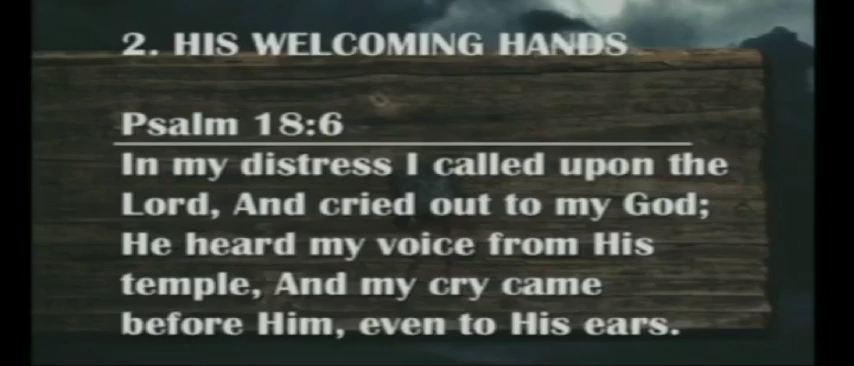 2. HIS WELCOMING HANDS
Psalm 18:6
In my distress I called upon the
Lord, And cried out to my God;
He heard my voice from His
temple, And my cry came
before Him, even to His ears.